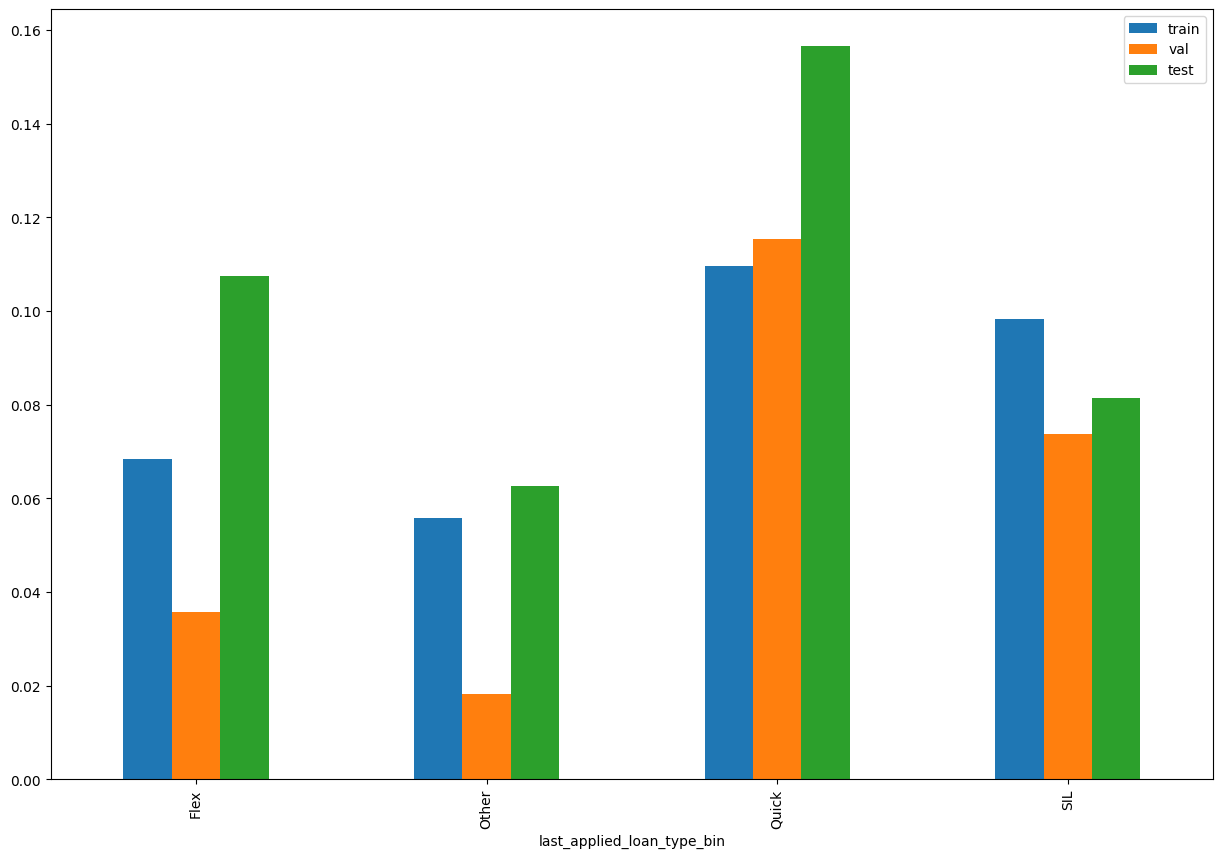 0.16
0.14
0.12
0.10
0.08
0.06
0.04
0.02
0.00
train
val
test
Flex
Other
Quick
SIL
last_applied_loan_type_bin